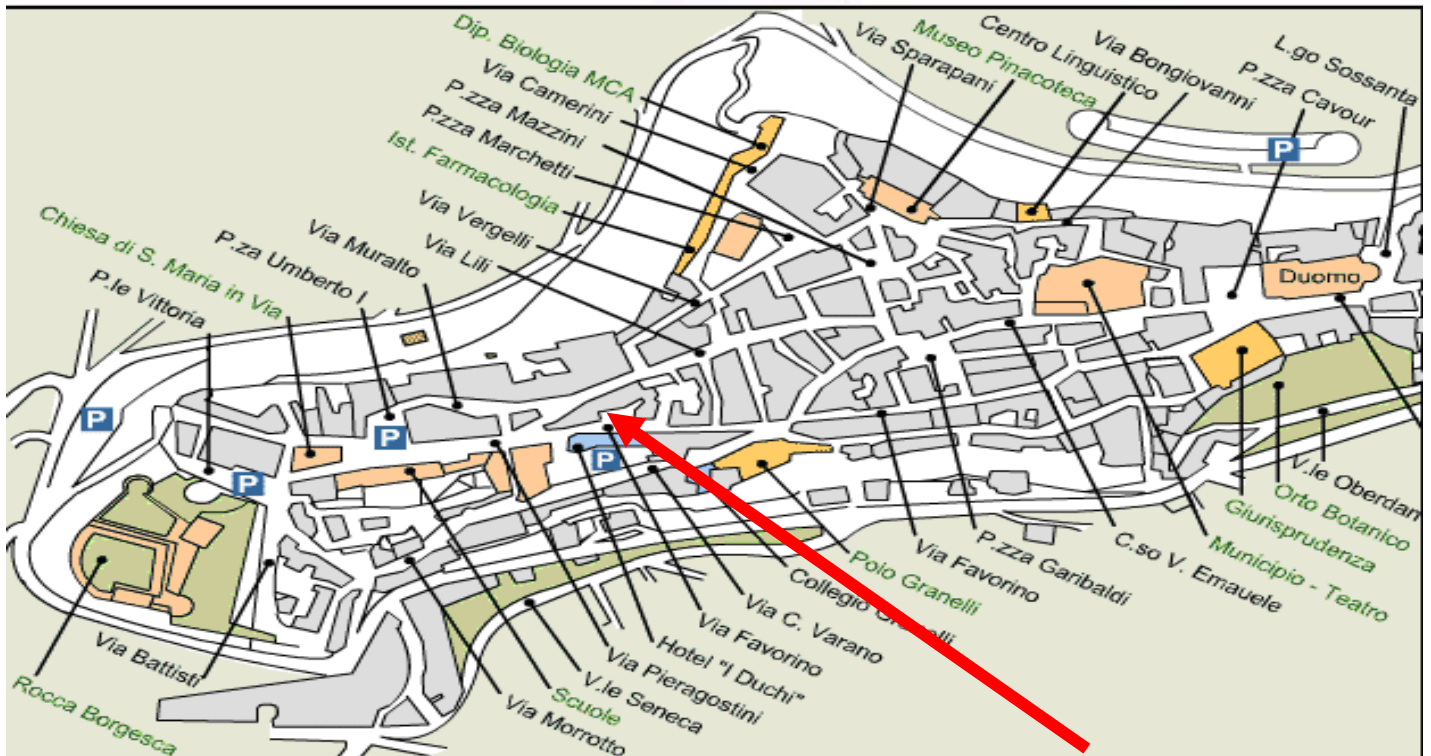 Dip. Biologia MCA
Via Camerini
P.zza Mazzini
P.zza Marchetti
Ist. Farmacologia
Via Vergelli
Via Lili
Via Muralto
P.za Umberto I
Chiesa di S. Maria in Via
P.le Vittoria
Via Sparapani
Museo Pinacoteca
Centro Linguistico
Via Bongiovanni
P.zza Cavour
L.go Sossanta
P
Duomo
P
P
P
P
V.le Oberdan
Orto Botanico
Giurisprudenza
Municipio - Teatro
C.so V. Emauele
P.zza Garibaldi
Via Favorino
Polo Granelli
Collegio
Via C. Varano
Via Favorino
Hotel "I Duchi"
Via Pieragostini
V.le Seneca
Scuole
Via Morrotto
Via Battisti
Rocca Borgesca